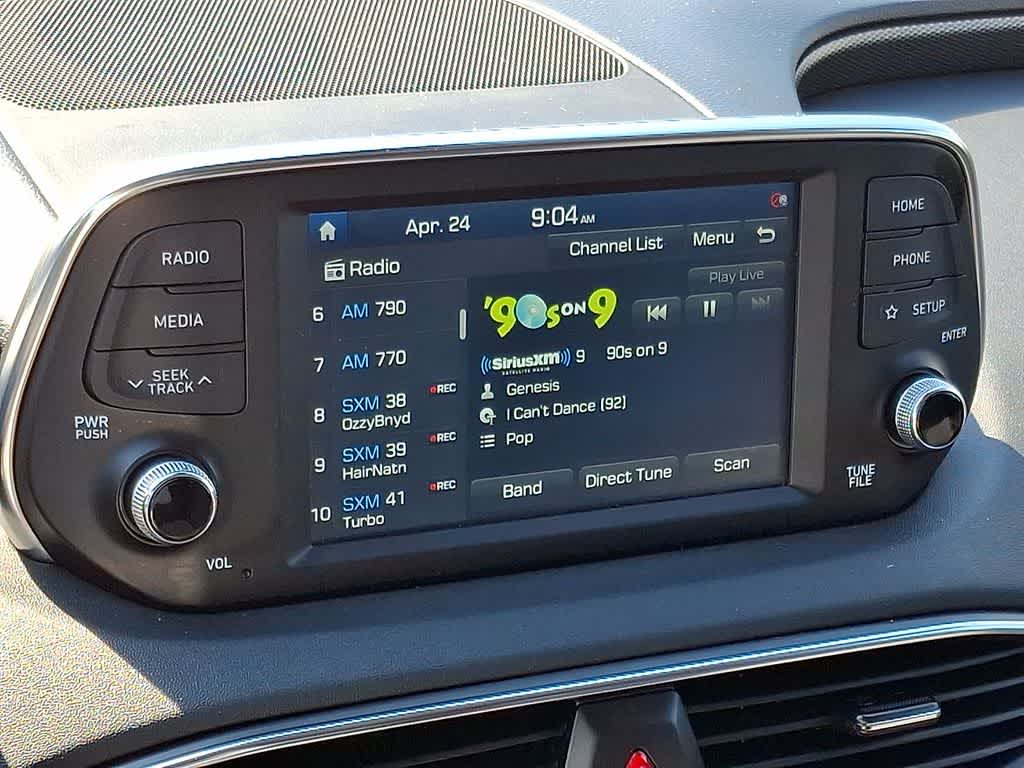 RADIO
MEDIA
SEEK
TRACK
PWR
PUSH
VOL
Apr. 24 9:04 AM
Channel List Menu
Radio
Play Live
6 AM 790
7 AM 770
8 SXM 38 REC
OzzyBnyd
9 SXM 39 REC
HairNatn
10 SXM 41 REC
Turbo
'90s ON 9
SiriusXM 9 90s on 9
SATELLITE RADIO
Genesis
I Can't Dance (92)
Pop
Band Direct Tune Scan
HOME
PHONE
SETUP
ENTER
TUNE
FILE